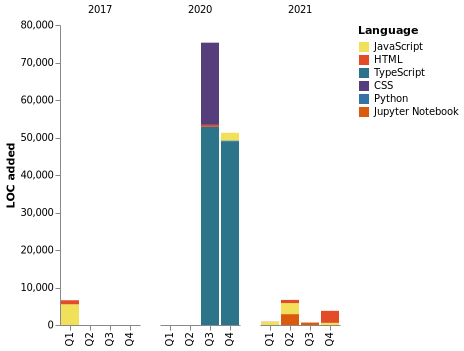 2017 2020 2021
Language
JavaScript
HTML
TypeScript
CSS
Python
Jupyter Notebook
LOC added
80,000
70,000
60,000
50,000
40,000
30,000
20,000
10,000
0
Q1 Q2 Q3 Q4 Q1 Q2 Q3 Q4 Q1 Q2 Q3 Q4